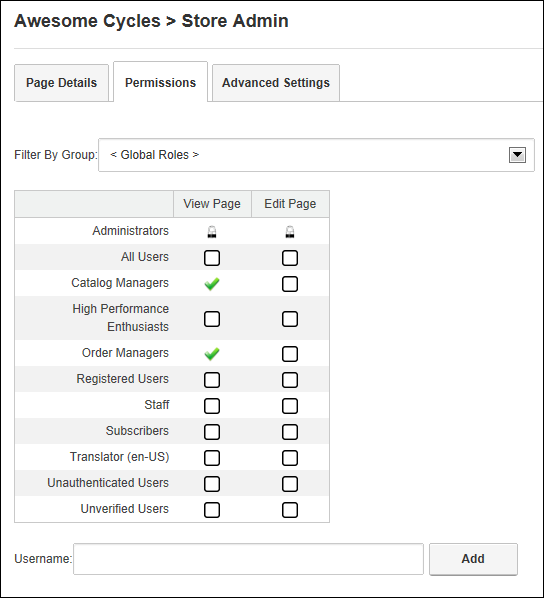 Awesome Cycles > Store Admin
Page Details Permissions Advanced Settings
Filter By Group: < Global Roles >
View Page Edit Page
Administrators
All Users
Catalog Managers
High Performance
Enthusiasts
Order Managers
Registered Users
Staff
Subscribers
Translator (en-US)
Unauthenticated Users
Unverified Users
Username: Add